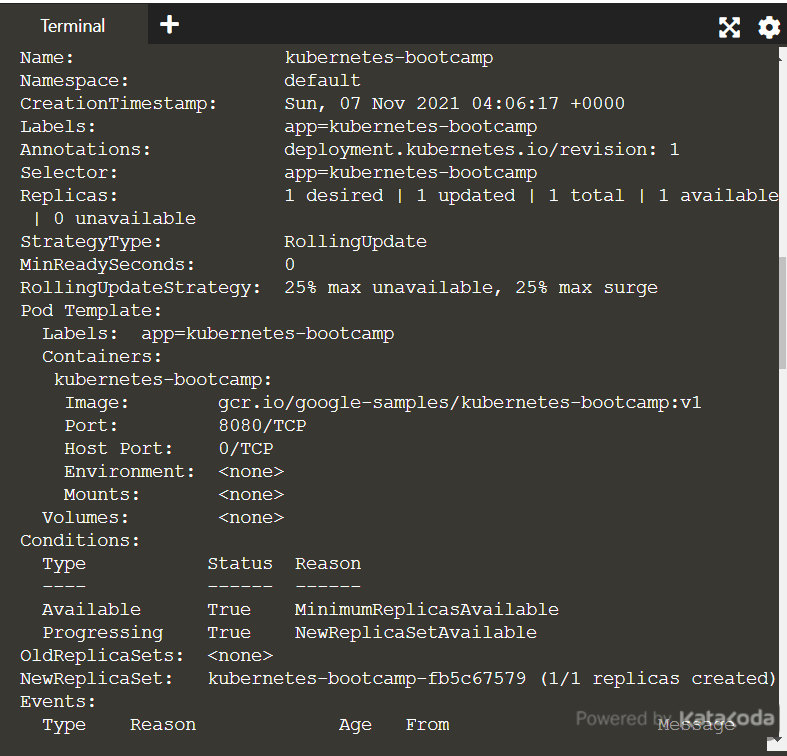 Terminal +
Name: kubernetes-bootcamp
Namespace: default
CreationTimestamp: Sun, 07 Nov 2021 04:06:17 +0000
Labels: app=kubernetes-bootcamp
Annotations: deployment.kubernetes.io/revision: 1
Selector: app=kubernetes-bootcamp
Replicas: 1 desired | 1 updated | 1 total | 1 available
| 0 unavailable
StrategyType: RollingUpdate
MinReadySeconds: 0
RollingUpdateStrategy: 25% max unavailable, 25% max surge
Pod Template:
Labels: app=kubernetes-bootcamp
Containers:
kubernetes-bootcamp:
Image: gcr.io/google-samples/kubernetes-bootcamp:v1
Port: 8080/TCP
Host Port: 0/TCP
Environment: <none>
Mounts: <none>
Volumes: <none>
Conditions:
Type Status Reason
---- ------ ------
Available True MinimumReplicasAvailable
Progressing True NewReplicaSetAvailable
OldReplicaSets: <none>
NewReplicaSet: kubernetes-bootcamp-fb5c67579 (1/1 replicas created)
Events:
Type Reason Age From Message
Powered by Katacoda